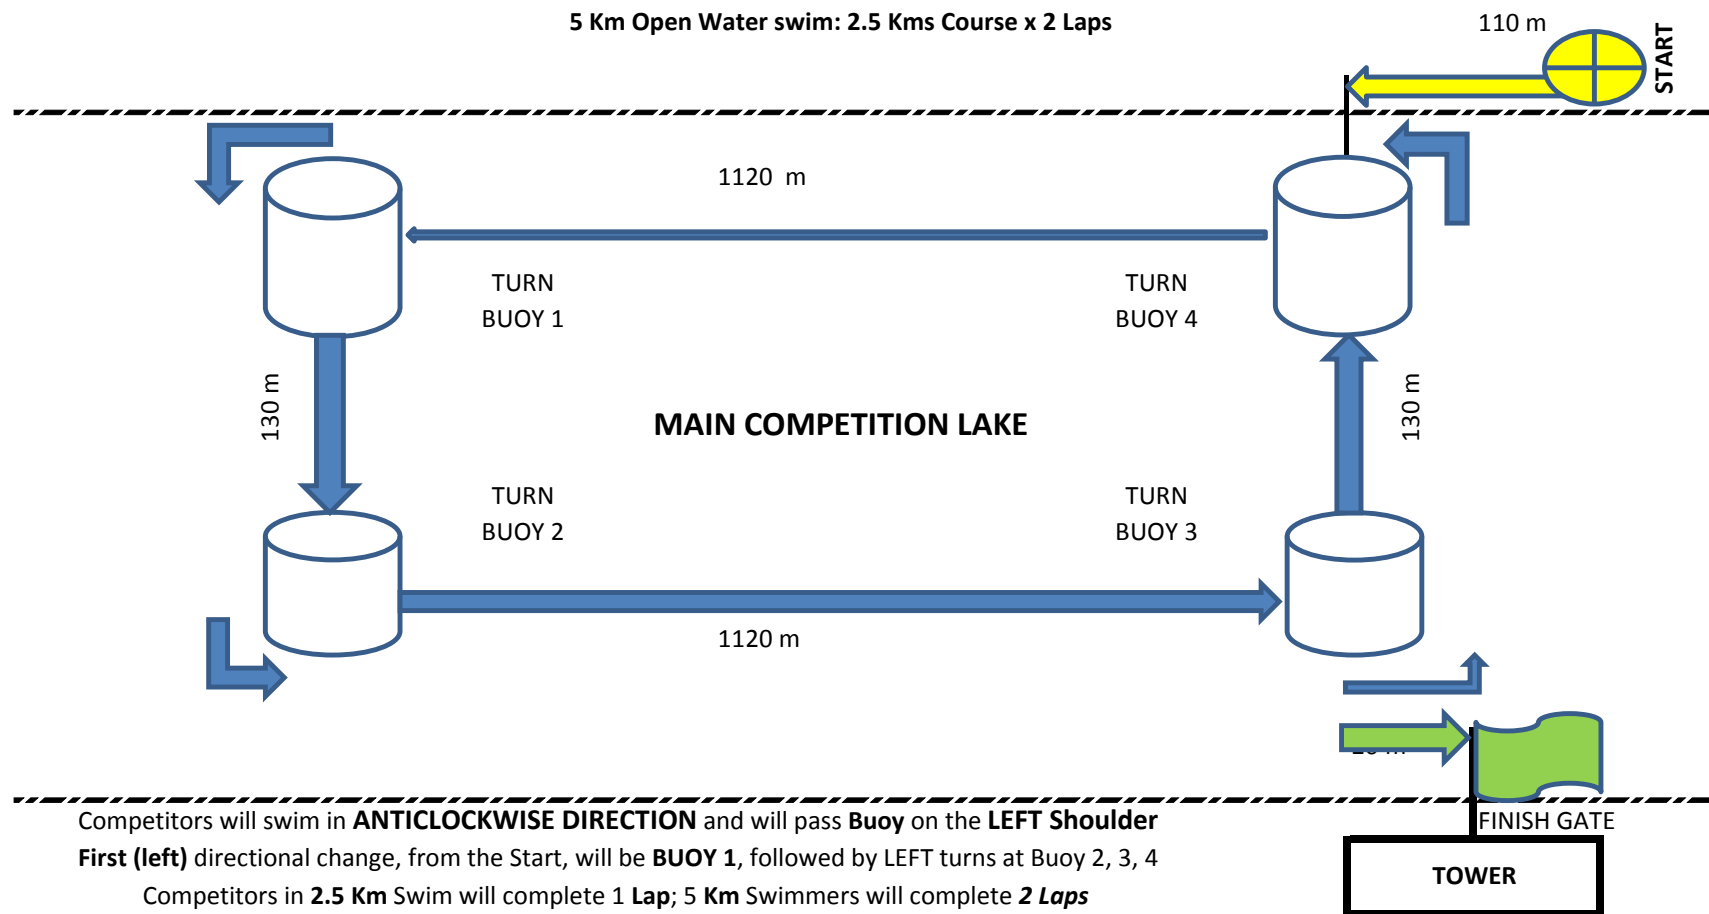 5 Km Open Water swim: 2.5 Kms Course x 2 Laps
110 m
START
1120 m
TURN
BUOY 1
TURN
BUOY 4
130 m
130 m
MAIN COMPETITION LAKE
TURN
BUOY 2
TURN
BUOY 3
1120 m
Competitors will swim in ANTICLOCKWISE DIRECTION and will pass Buoy on the LEFT Shoulder
FINISH GATE
First (left) directional change, from the Start, will be BUOY 1, followed by LEFT turns at Buoy 2, 3, 4
TOWER
Competitors in 2.5 Km Swim will complete 1 Lap; 5 Km Swimmers will complete 2 Laps